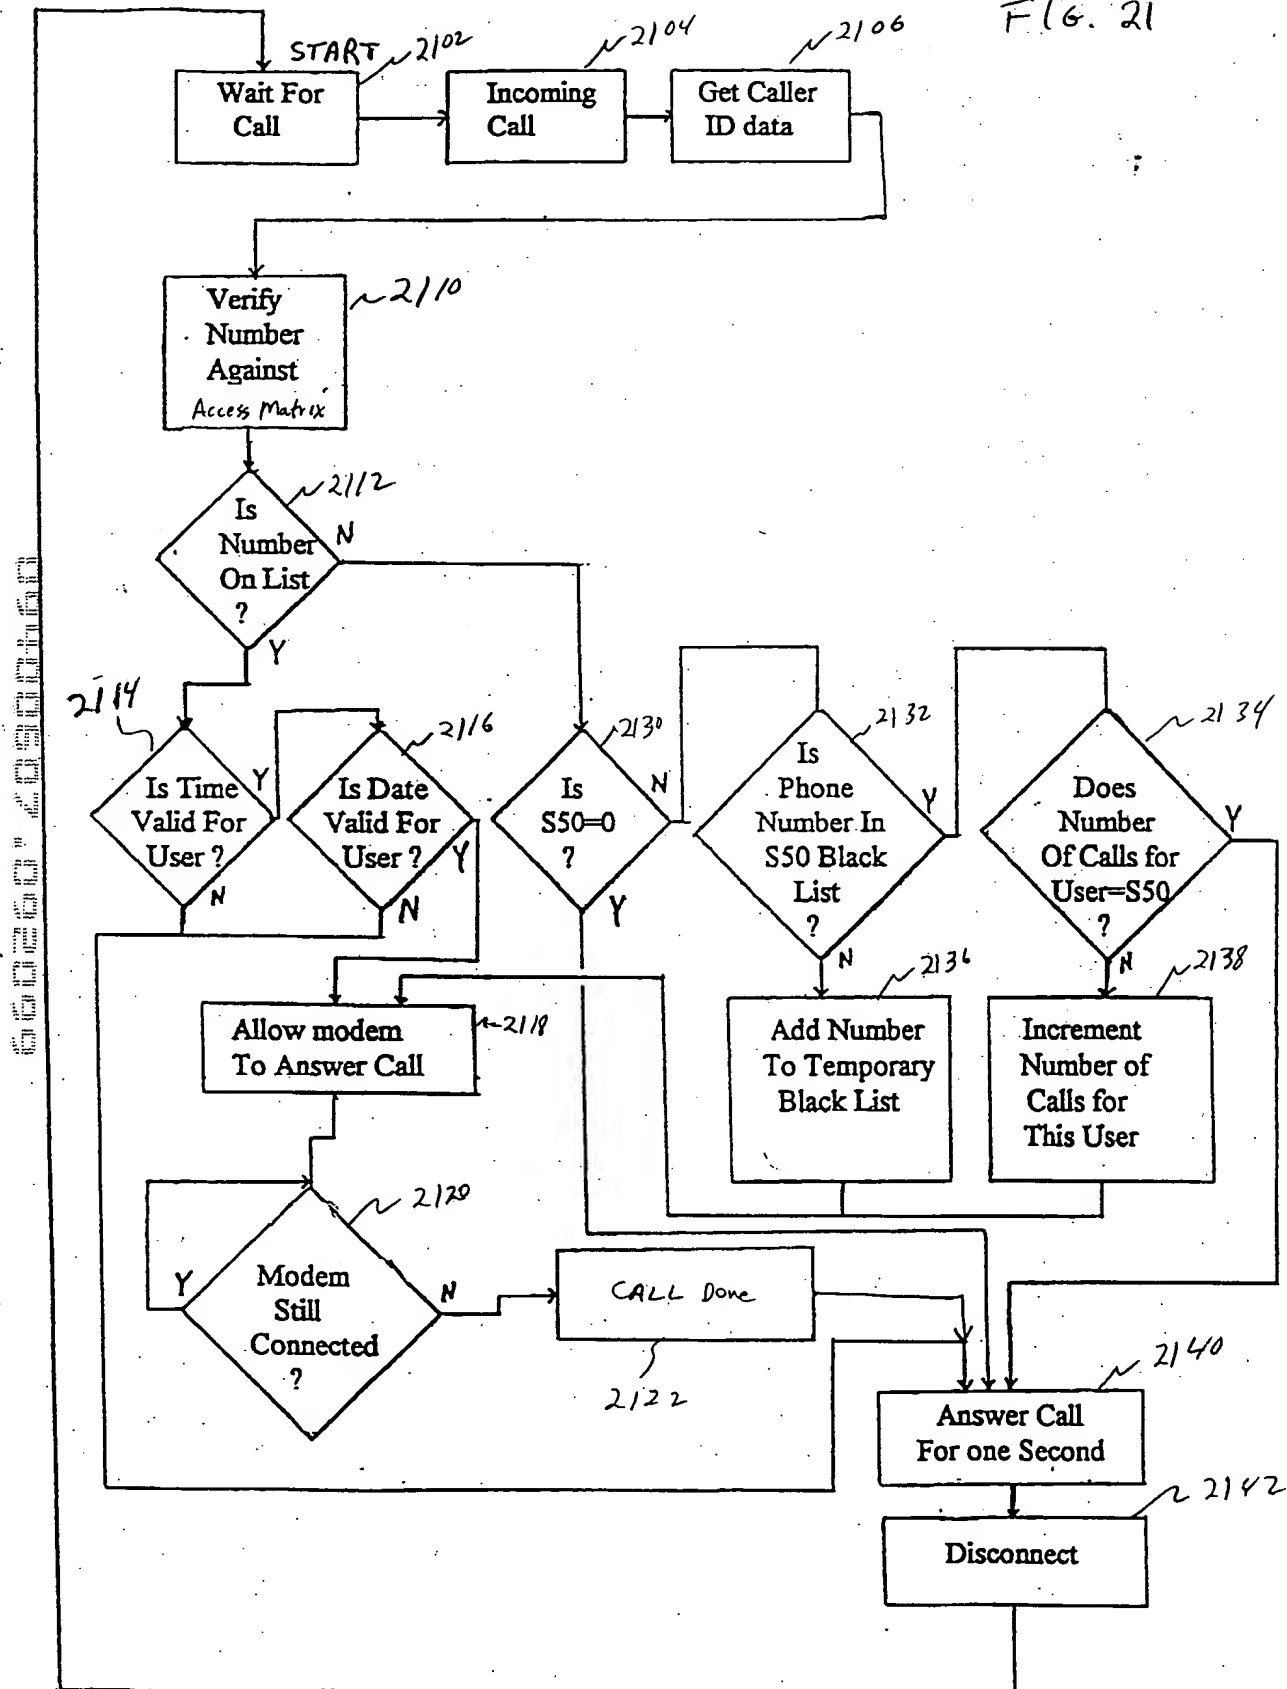 FIG. 21
START
2102
2104
2106
Wait For
Call
Incoming
Call
Get Caller
ID data
2110
Verify
Number
Against
Access Matrix
2112
Is
Number
On List
?
N
Y
2114
2116
2130
2132
2134
Is Time
Valid For
User ?
Y
N
Is Date
Valid For
User ?
Y
N
Is
S50=0
?
N
Y
Is
Phone
Number In
S50 Black
List
?
Y
N
Does
Number
Of Calls for
User=S50
?
Y
N
2118
Allow modem
To Answer Call
2136
Add Number
To Temporary
Black List
2138
Increment
Number of
Calls for
This User
2120
Modem
Still
Connected
?
Y
N
CALL Done
2122
2140
Answer Call
For one Second
2142
Disconnect